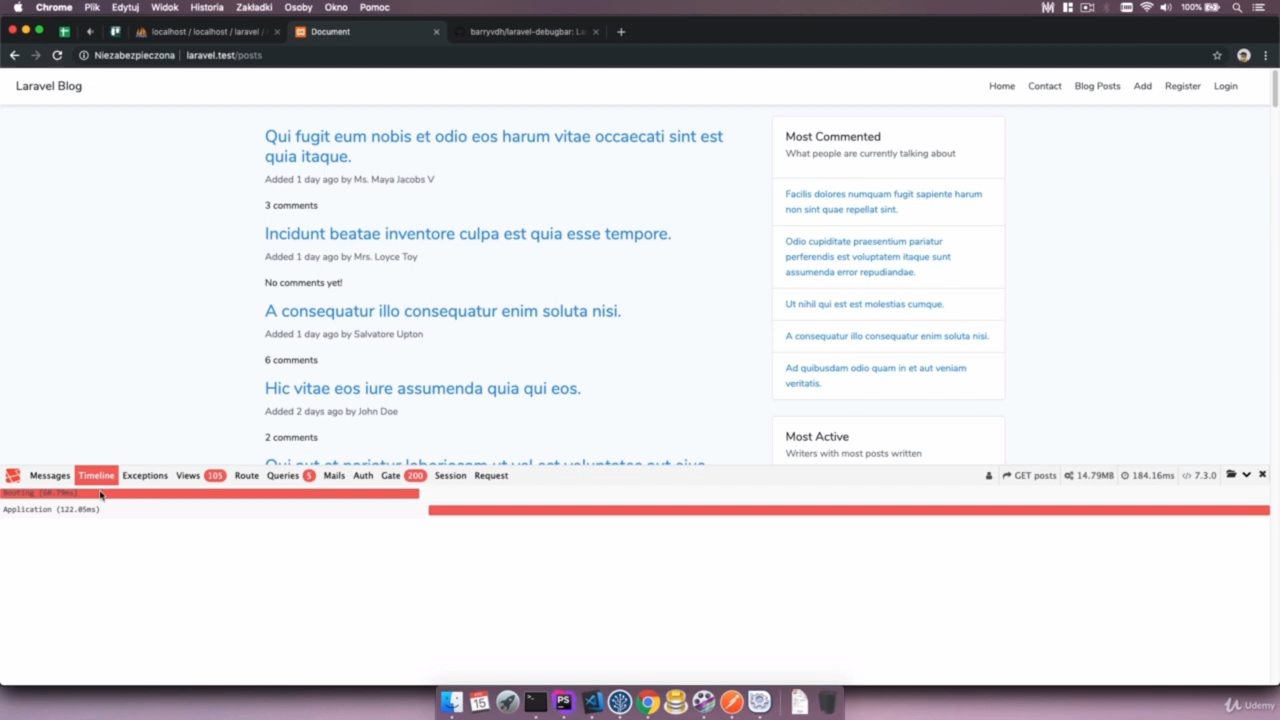 Chrome Plik Edytuj Widok Historia Zakładki Osoby Okno Pomoc 100%
localhost / localhost / laravel /
Document
barryvdh/laravel-debugbar: La
Niezabezpieczona laravel.test/posts
Laravel Blog
Home Contact Blog Posts Add Register Login
Qui fugit eum nobis et odio eos harum vitae occaecati sint est
quia itaque.
Added 1 day ago by Ms. Maya Jacobs V
3 comments
Incidunt beatae inventore culpa est quia esse tempore.
Added 1 day ago by Mrs. Loyce Toy
No comments yet!
A consequatur illo consequatur enim soluta nisi.
Added 1 day ago by Salvatore Upton
6 comments
Hic vitae eos iure assumenda quia qui eos.
Added 2 days ago by John Doe
2 comments
Most Commented
What people are currently talking about
Facilis dolores numquam fugit sapiente harum
non sint quae repellat sint.
Odio cupiditate praesentium pariatur
perferendis est voluptatem itaque sunt
assumenda error repudiandae.
Ut nihil qui est est molestias cumque.
A consequatur illo consequatur enim soluta nisi.
Ad quibusdam odio quam in et aut veniam
veritatis.
Most Active
Writers with most posts written
Messages Timeline Exceptions Views 105 Route Queries 5 Mails Auth Gate 200 Session Request
GET posts 14.79MB 184.16ms 7.3.0
Booting (60.79ms)
Application (122.05ms)
15
PS
Udemy